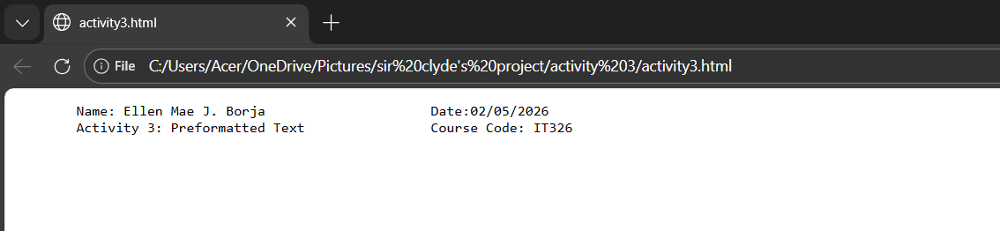 activity3.html
File C:/Users/Acer/OneDrive/Pictures/sir%20clyde's%20project/activity%203/activity3.html
Name: Ellen Mae J. Borja Date:02/05/2026
Activity 3: Preformatted Text Course Code: IT326